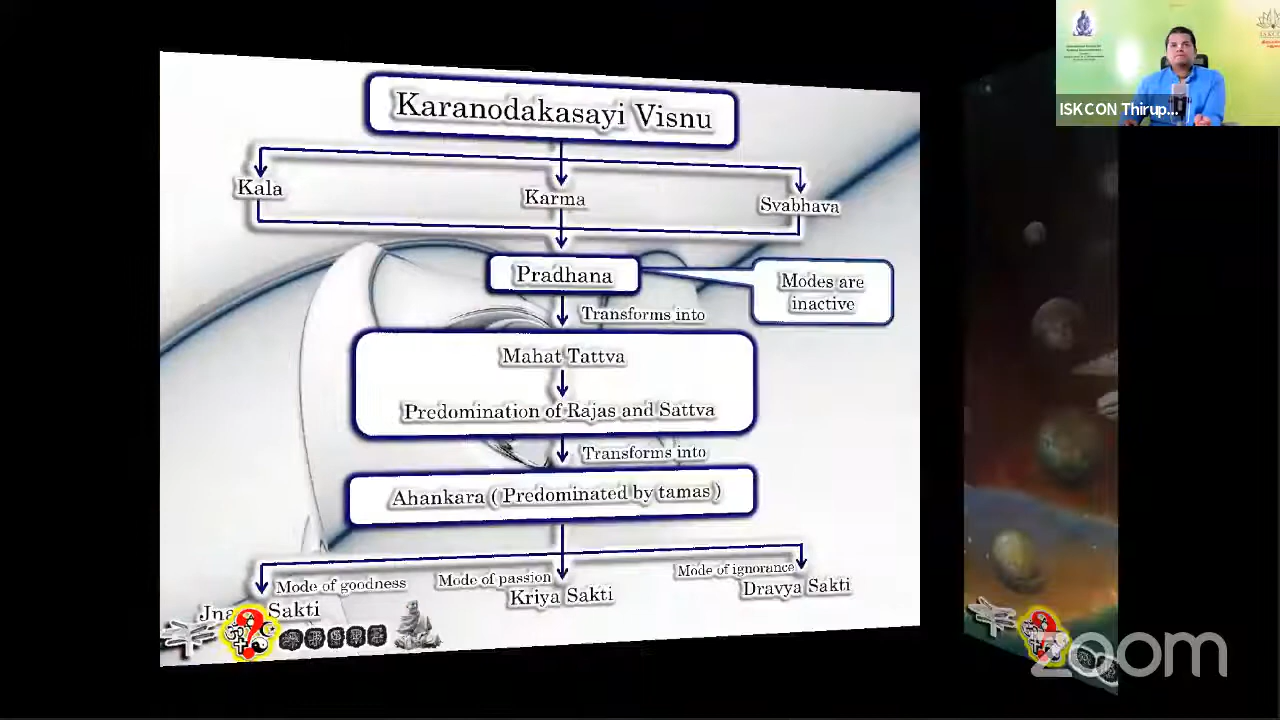 Karanodakasayi Visnu
Kala
Karma
Svabhava
Pradhana
Modes are
inactive
Transforms into
Mahat Tattva
Predomination of Rajas and Sattva
Transforms into
Ahankara ( Predominated by tamas )
Mode of goodness
Mode of passion
Mode of ignorance
Sakti
Kriya Sakti
Dravya Sakti
ISKCON Thirup...
zoom